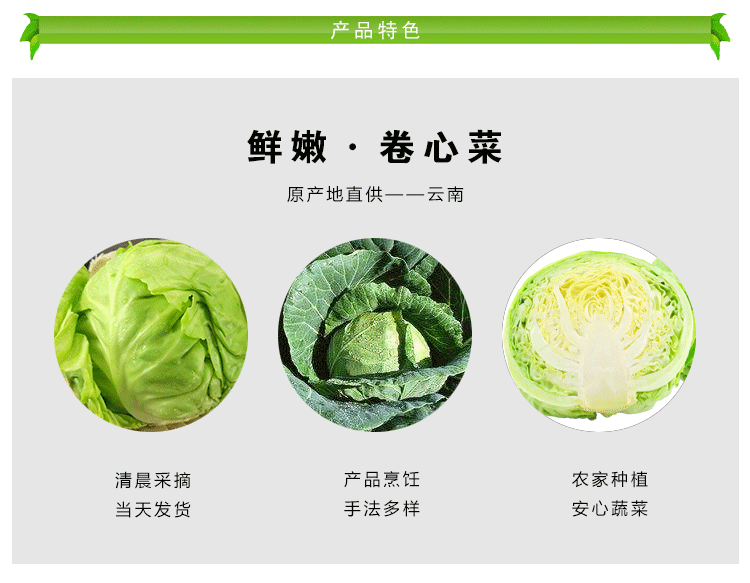 产品特色
鲜嫩·卷心菜
原产地直供——云南
清晨采摘
当天发货
产品烹饪
手法多样
农家种植
安心蔬菜